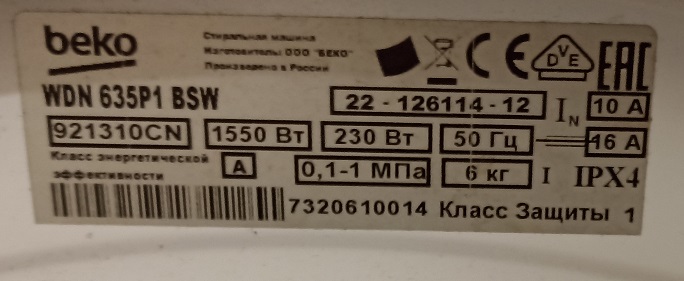 beko
Стиральная машина
Изготовитель: ООО "БЕКО"
Произведено в России
CE
DVE
EAC
WDN 635P1 BSW
22 - 126114 - 12
IN
10 A
921310CN
1550 Вт
230 Вт
50 Гц
16 A
Класс энергетической
эффективности
A
0,1-1 МПа
6 кг
I
IPX4
7320610014 Класс Защиты 1